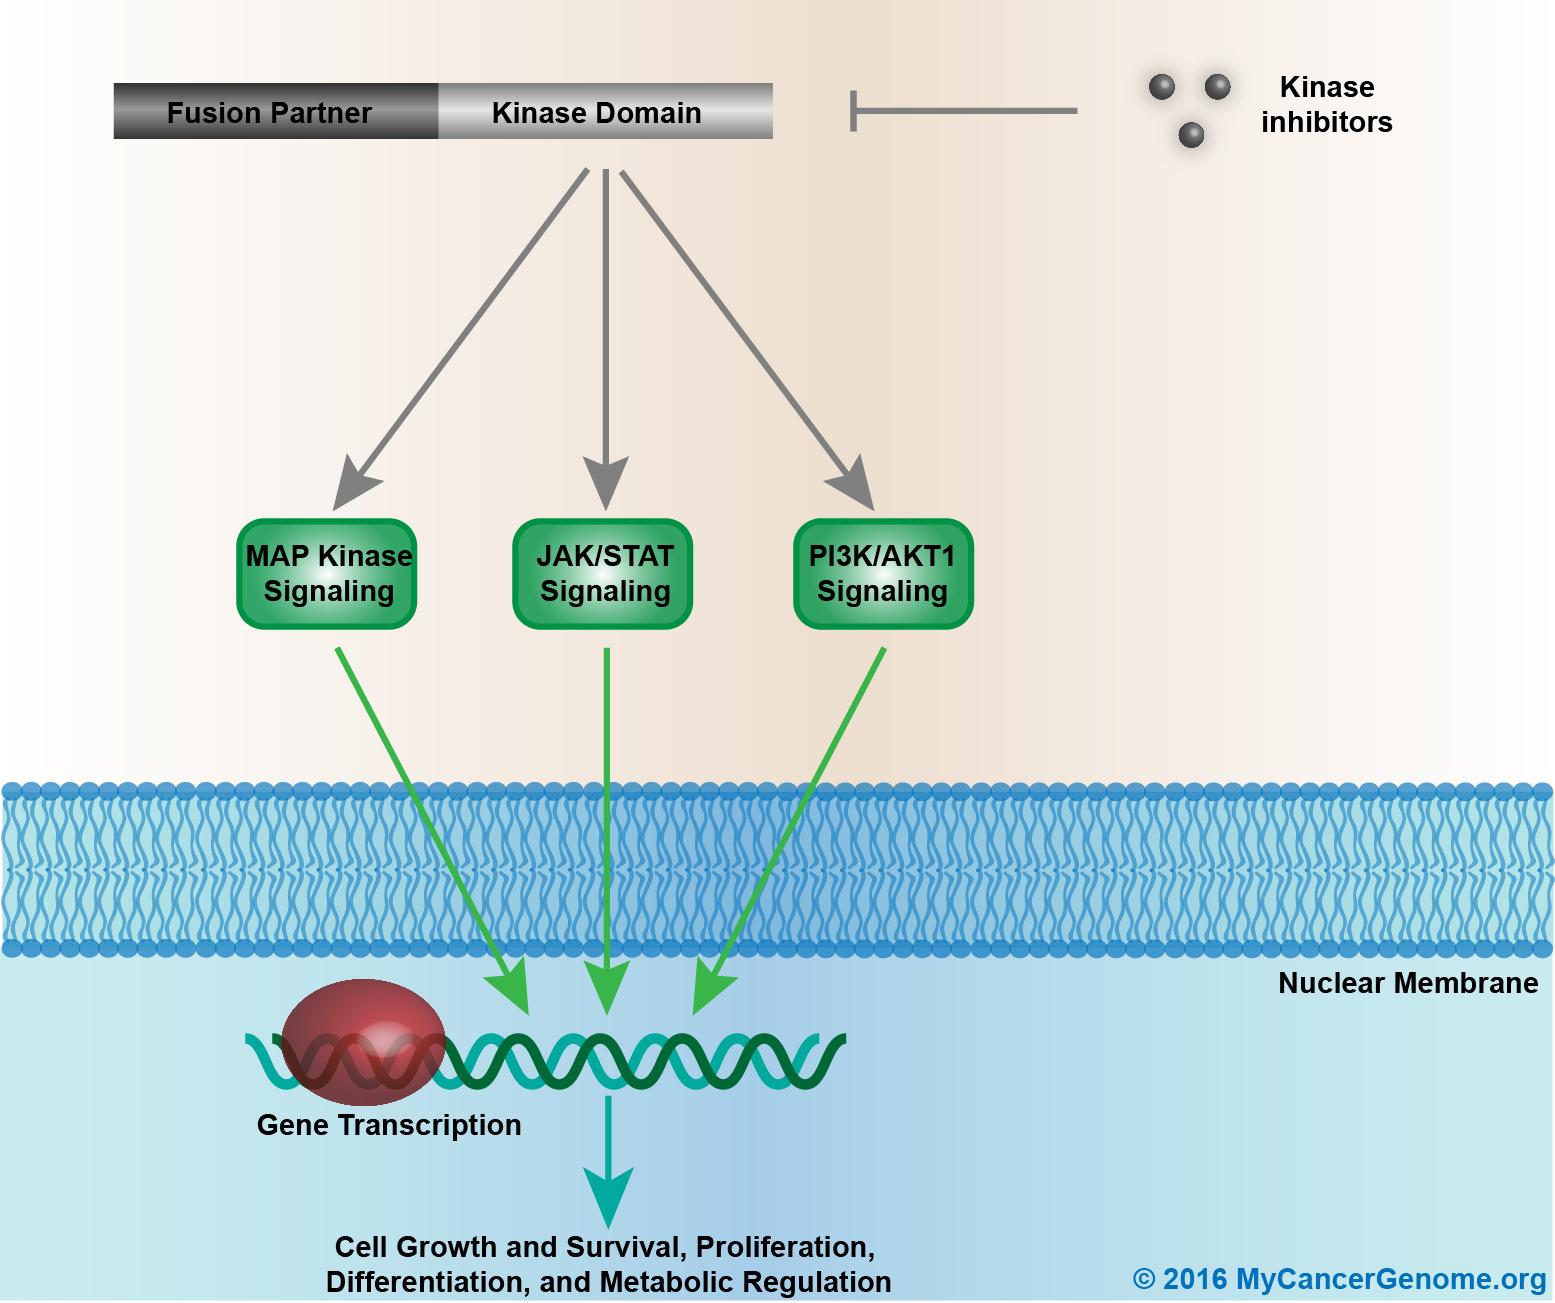 Fusion Partner
Kinase Domain
Kinase
inhibitors
MAP Kinase
Signaling
JAK/STAT
Signaling
PI3K/AKT1
Signaling
Nuclear Membrane
Gene Transcription
Cell Growth and Survival, Proliferation,
Differentiation, and Metabolic Regulation
© 2016 MyCancerGenome.org